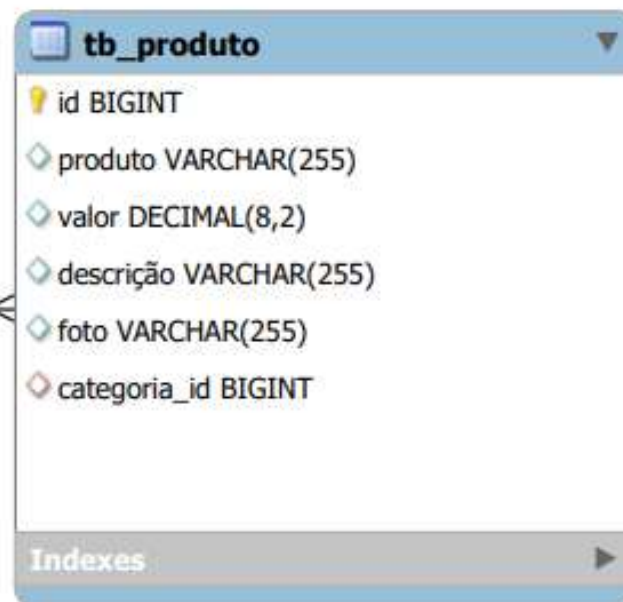 tb_produto
id BIGINT
produto VARCHAR(255)
valor DECIMAL(8,2)
descrição VARCHAR(255)
foto VARCHAR(255)
categoria_id BIGINT
Indexes